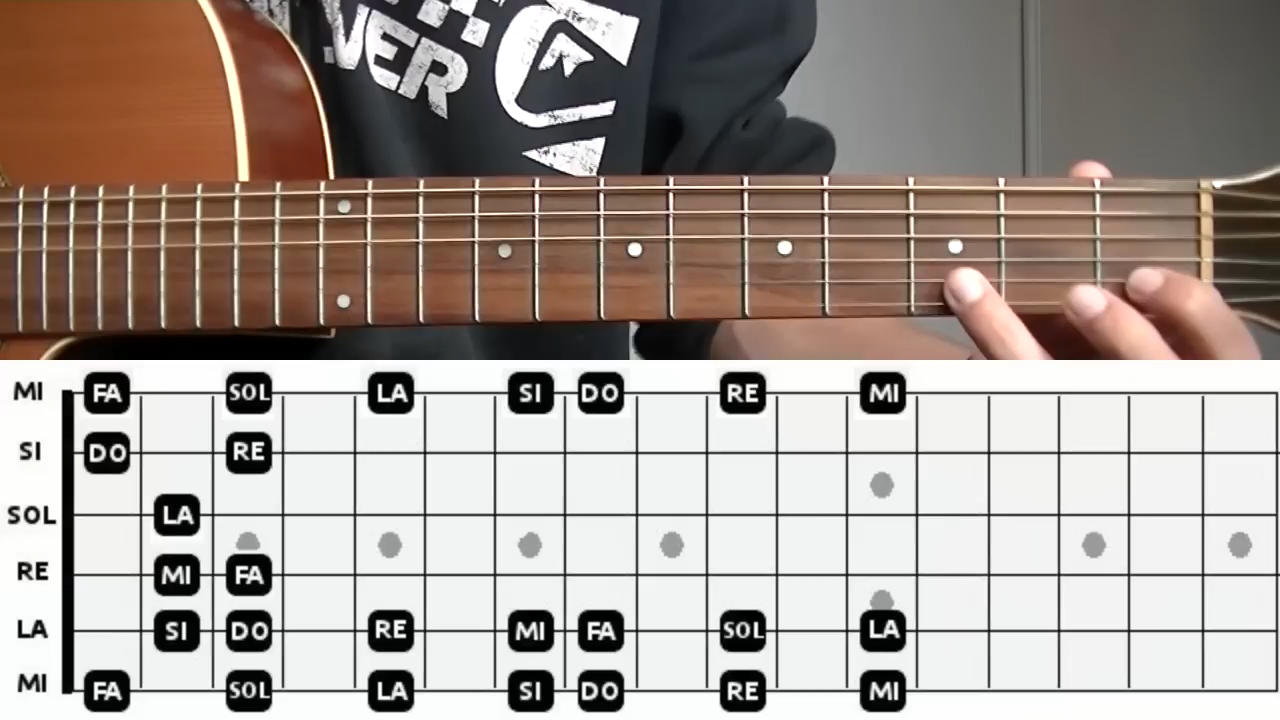 VER
MI FA SOL LA SI DO RE MI
SI DO RE
SOL LA
RE MI FA
LA SI DO RE MI FA SOL LA
MI FA SOL LA SI DO RE MI